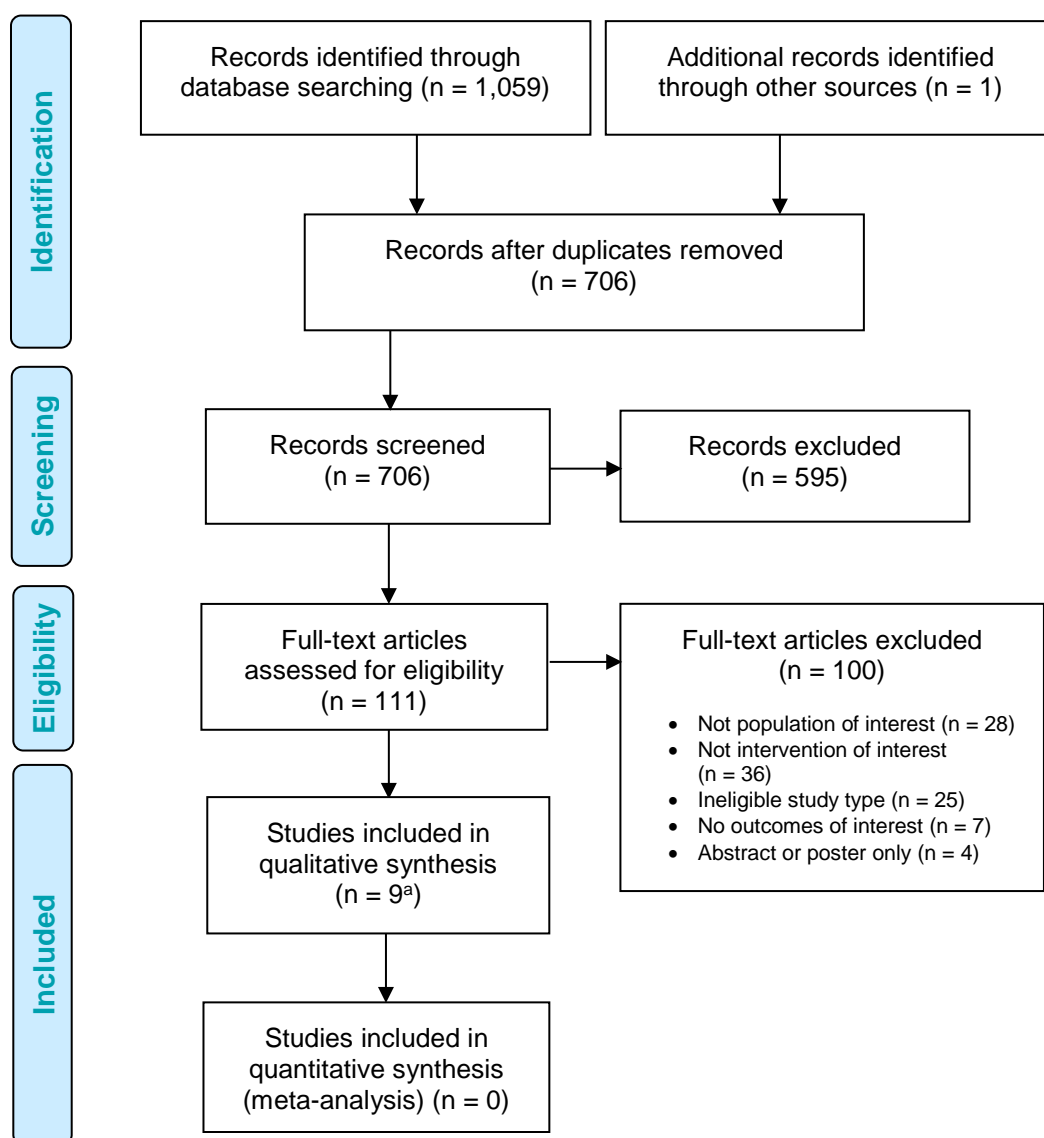 Identification
Records identified through
database searching (n = 1,059)
Additional records identified
through other sources (n = 1)
Records after duplicates removed
(n = 706)
Screening
Records screened
(n = 706)
Records excluded
(n = 595)
Eligibility
Full-text articles
assessed for eligibility
(n = 111)
Full-text articles excluded
(n = 100)
• Not population of interest (n = 28)
• Not intervention of interest
(n = 36)
• Ineligible study type (n = 25)
• No outcomes of interest (n = 7)
• Abstract or poster only (n = 4)
Included
Studies included in
qualitative synthesis
(n = 9ᵃ)
Studies included in
quantitative synthesis
(meta-analysis) (n = 0)